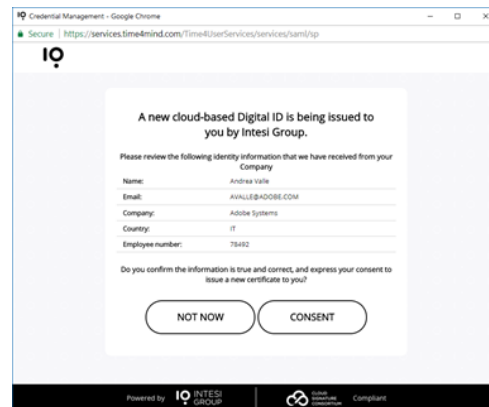 Credential Management - Google Chrome
Secure | https://services.time4mind.com/Time4UserServices/services/saml/sp
A new cloud-based Digital ID is being issued to
you by Intesi Group.
Please review the following identity information that we have received from your
Company
Name: Andrea Valle
Email: AVALLE@ADOBE.COM
Company: Adobe Systems
Country: IT
Employee number: 78492
Do you confirm the information is true and correct, and express your consent to
issue a new certificate to you?
NOT NOW CONSENT
Powered by INTESI GROUP CLOUD SIGNATURE CONSORTIUM Compliant